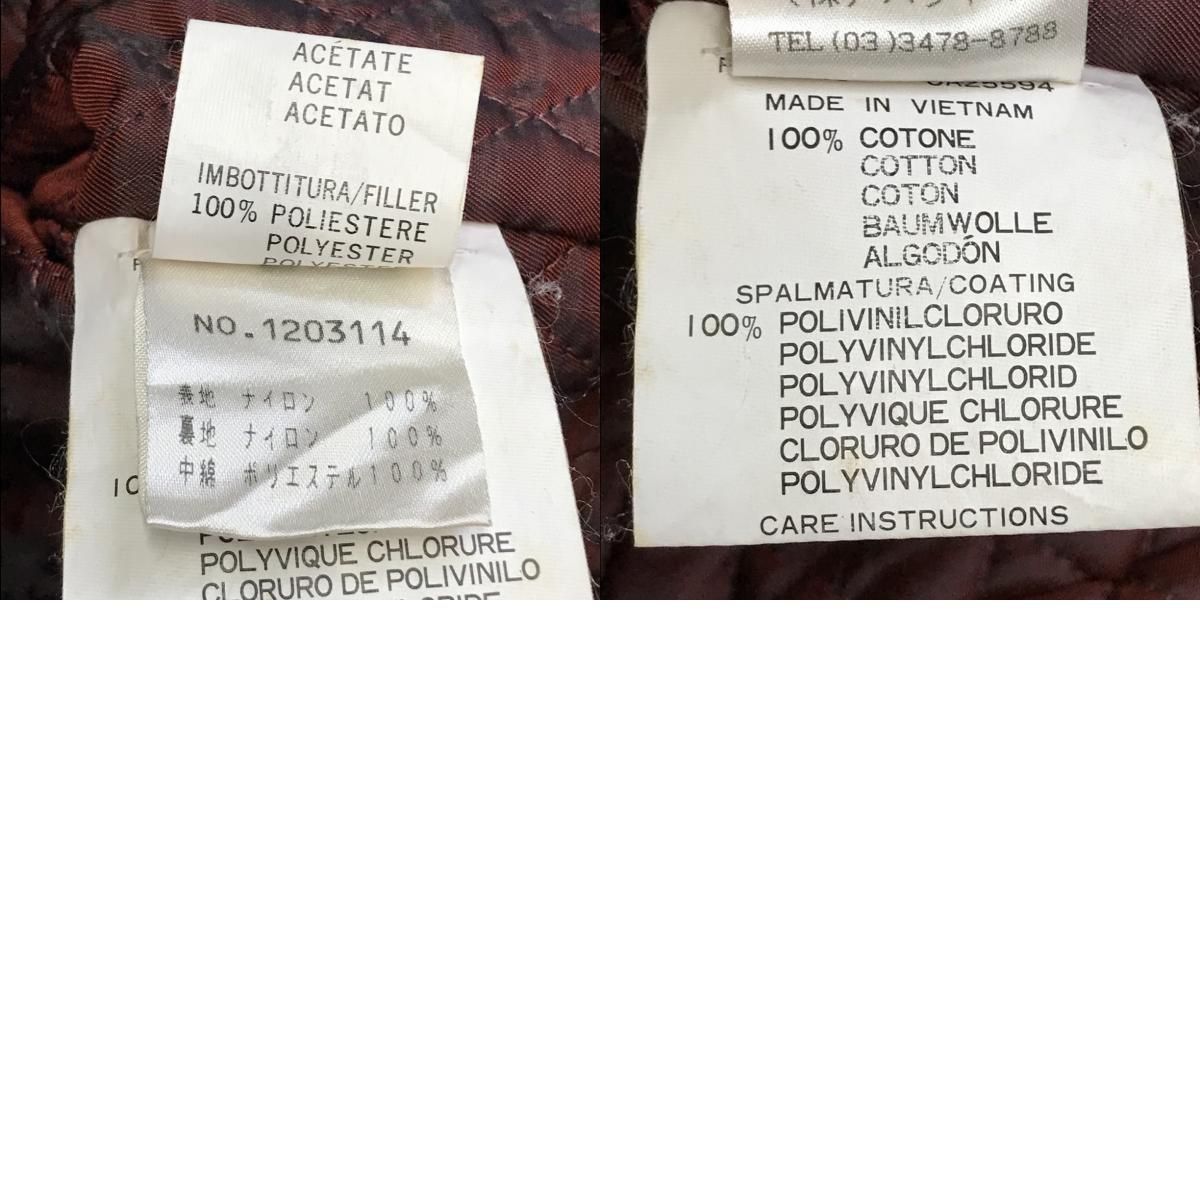 ACÉTATE
ACETAT
ACETATO
IMBOTTITURA/FILLER
100% POLIESTERE
POLYESTER
NO.1203114
表地 ナイロン 100%
裏地 ナイロン 100%
中綿 ポリエステル100%
POLYVIQUE CHLORURE
CLORURO DE POLIVINILO
TEL(03)3478-8788
CA25594
MADE IN VIETNAM
100% COTONE
COTTON
COTON
BAUMWOLLE
ALGODÓN
SPALMATURA/COATING
100% POLIVINILCLORURO
POLYVINYLCHLORIDE
POLYVINYLCHLORID
POLYVIQUE CHLORURE
CLORURO DE POLIVINILO
POLYVINYLCHLORIDE
CARE INSTRUCTIONS